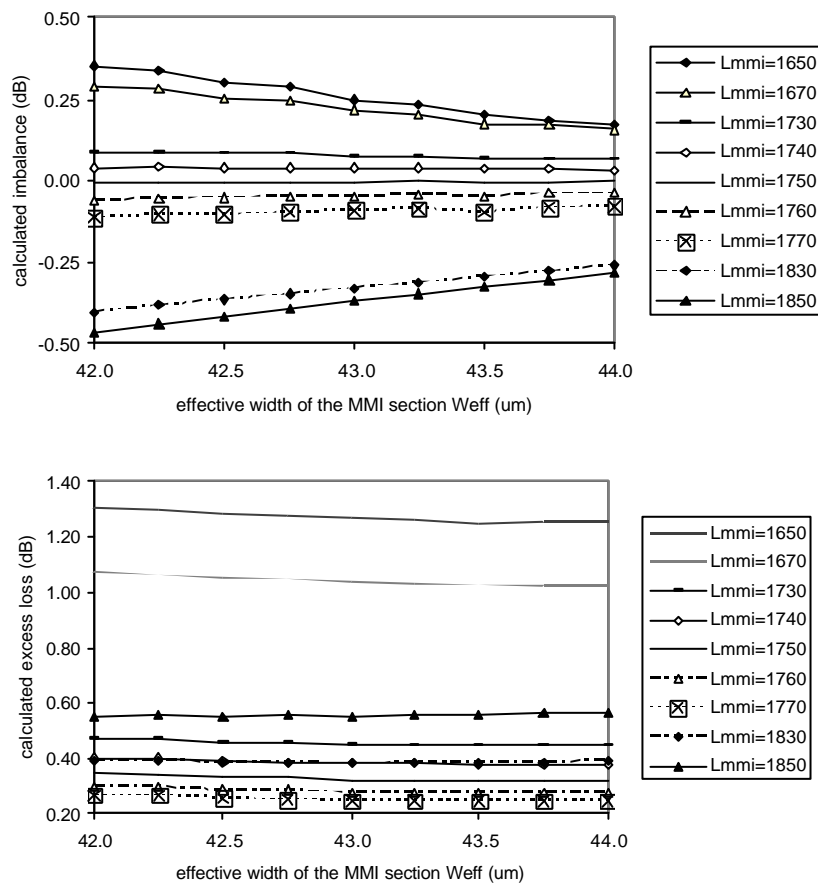 0.50
0.25
0.00
-0.25
-0.50
calculated imbalance (dB)
42.0 42.5 43.0 43.5 44.0
effective width of the MMI section Weff (um)
Lmmi=1650
Lmmi=1670
Lmmi=1730
Lmmi=1740
Lmmi=1750
Lmmi=1760
Lmmi=1770
Lmmi=1830
Lmmi=1850
1.40
1.20
1.00
0.80
0.60
0.40
0.20
calculated excess loss (dB)
42.0 42.5 43.0 43.5 44.0
effective width of the MMI section Weff (um)
Lmmi=1650
Lmmi=1670
Lmmi=1730
Lmmi=1740
Lmmi=1750
Lmmi=1760
Lmmi=1770
Lmmi=1830
Lmmi=1850